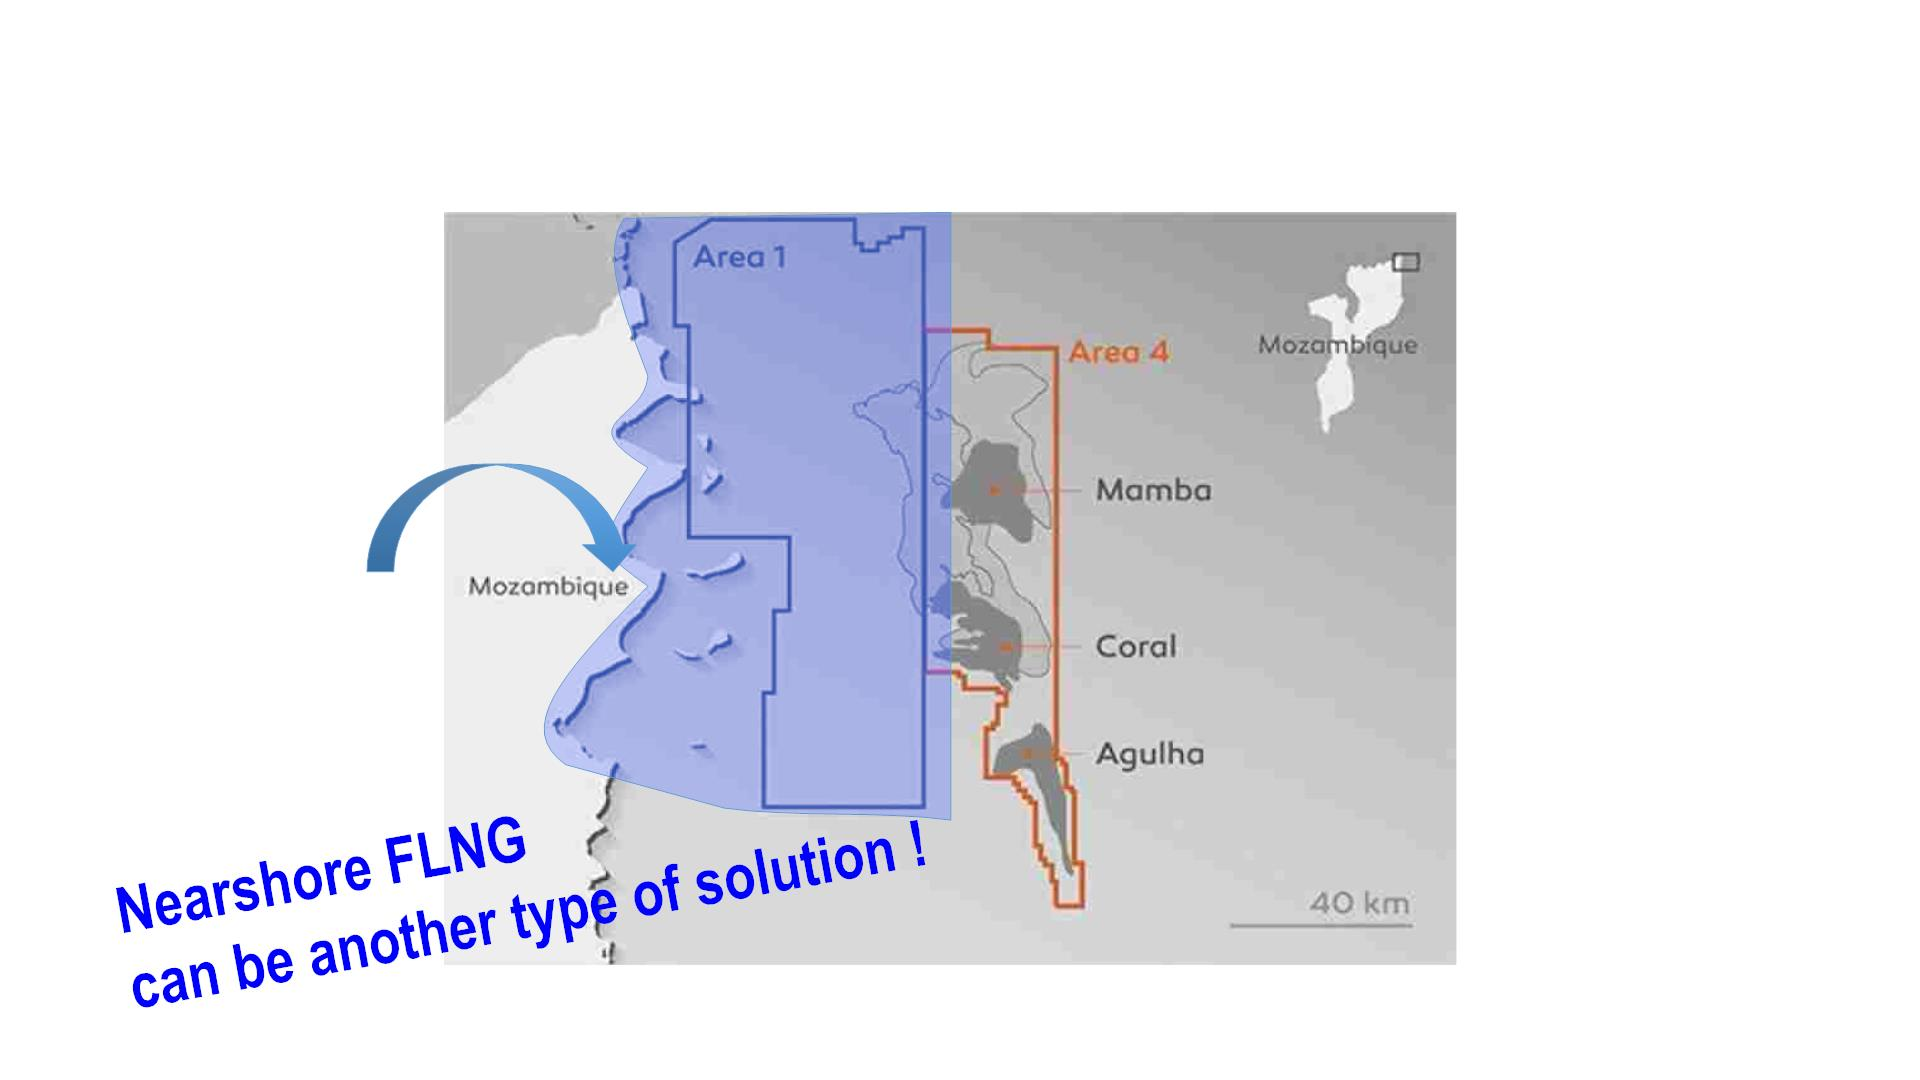 Area 1
Area 4
Mozambique
Mamba
Mozambique
Coral
Agulha
40 km
Nearshore FLNG
can be another type of solution !